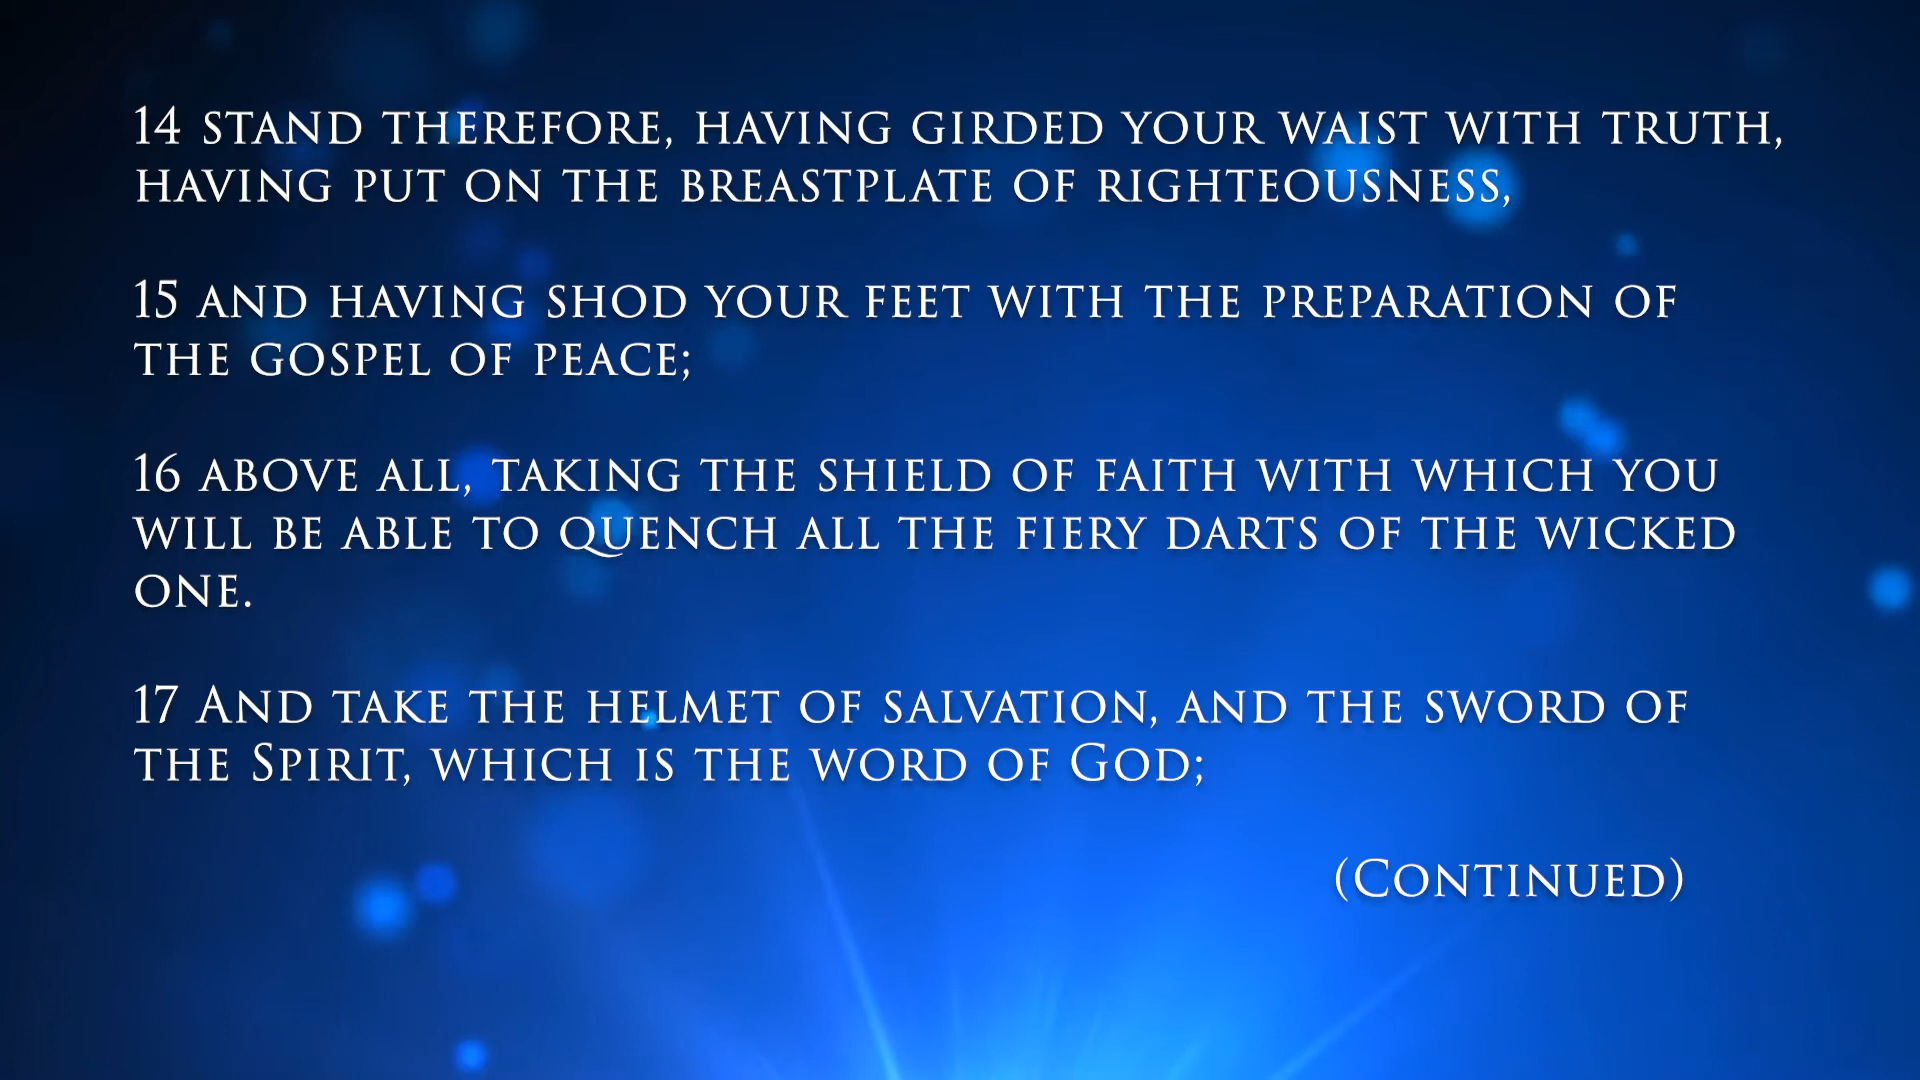 14 stand therefore, having girded your waist with truth,
having put on the breastplate of righteousness,
15 and having shod your feet with the preparation of
the gospel of peace;
16 above all, taking the shield of faith with which you
will be able to quench all the fiery darts of the wicked
one.
17 And take the helmet of salvation, and the sword of
the Spirit, which is the word of God;
(Continued)